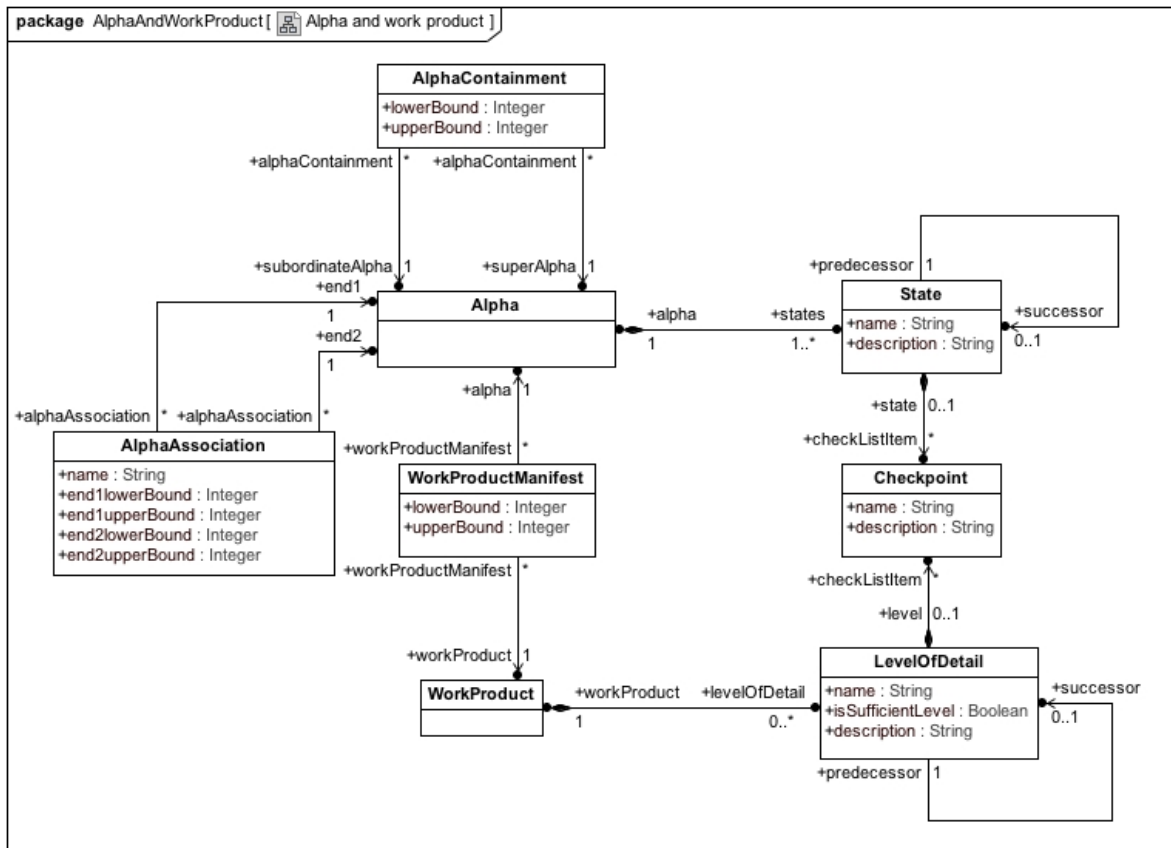 package AlphaAndWorkProduct [ Alpha and work product ]
AlphaContainment
+lowerBound : Integer
+upperBound : Integer
+alphaContainment * +alphaContainment *
+subordinateAlpha 1 +superAlpha 1
+end1
1
+end2
1
Alpha
+alpha +states
1 1..*
+predecessor 1
State
+name : String
+description : String
+successor
0..1
+alpha 1
+state 0..1
+alphaAssociation * +alphaAssociation *
AlphaAssociation
+name : String
+end1lowerBound : Integer
+end1upperBound : Integer
+end2lowerBound : Integer
+end2upperBound : Integer
+workProductManifest *
WorkProductManifest
+lowerBound : Integer
+upperBound : Integer
+workProductManifest *
+checkListItem *
Checkpoint
+name : String
+description : String
+checkListItem *
+level 0..1
+workProduct 1
WorkProduct
+workProduct +levelOfDetail
1 0..*
LevelOfDetail
+name : String
+isSufficientLevel : Boolean
+description : String
+successor
0..1
+predecessor 1